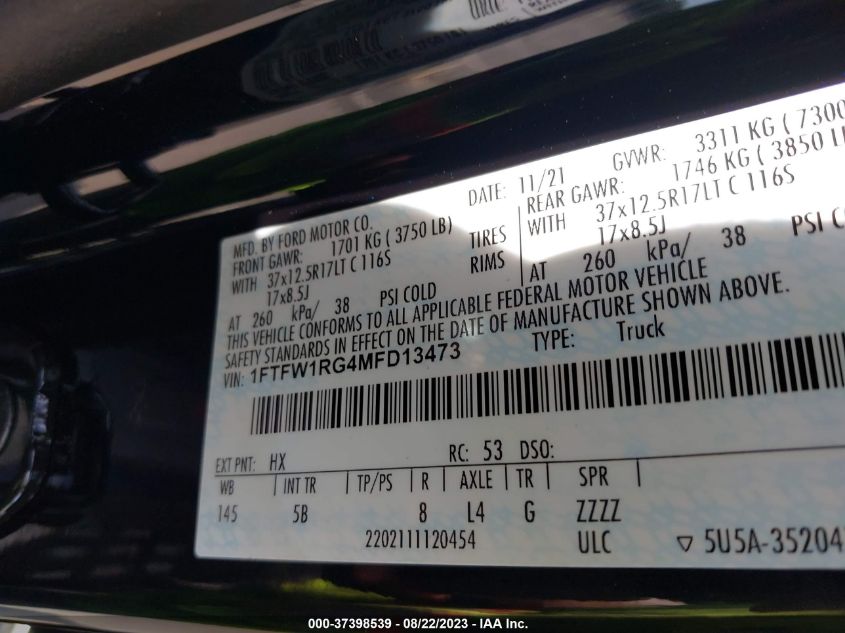 MFD. BY FORD MOTOR CO.
DATE: 11/21 GVWR: 3311 KG ( 7300
FRONT GAWR: 1701 KG ( 3750 LB) REAR GAWR: 1746 KG ( 3850 LB
WITH 37x12.5R17LT C 116S TIRES WITH 37x12.5R17LT C 116S
17x8.5J RIMS 17x8.5J
AT 260 kPa/ 38 PSI COLD AT 260 kPa/ 38 PSI CO
THIS VEHICLE CONFORMS TO ALL APPLICABLE FEDERAL MOTOR VEHICLE
SAFETY STANDARDS IN EFFECT ON THE DATE OF MANUFACTURE SHOWN ABOVE.
VIN: 1FTFW1RG4MFD13473 TYPE: Truck
EXT PNT: HX RC: 53 DSO:
WB INT TR TP/PS R AXLE TR SPR
145 5B 8 L4 G ZZZZ
2202111120454 ULC ▽ 5U5A-35204
000-37398539 - 08/22/2023 - IAA Inc.